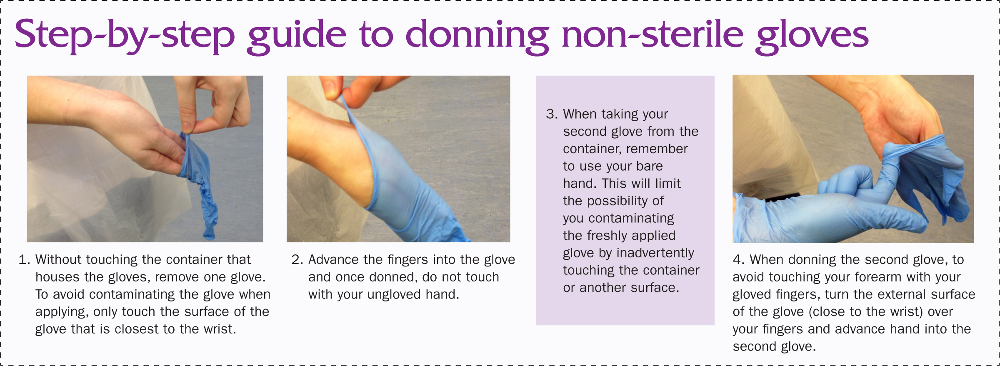 Step-by-step guide to donning non-sterile gloves
1. Without touching the container that
houses the gloves, remove one glove.
To avoid contaminating the glove when
applying, only touch the surface of the
glove that is closest to the wrist.
2. Advance the fingers into the glove
and once donned, do not touch
with your ungloved hand.
3. When taking your
second glove from the
container, remember
to use your bare
hand. This will limit
the possibility of
you contaminating
the freshly applied
glove by inadvertently
touching the container
or another surface.
4. When donning the second glove, to
avoid touching your forearm with your
gloved fingers, turn the external surface
of the glove (close to the wrist) over
your fingers and advance hand into the
second glove.